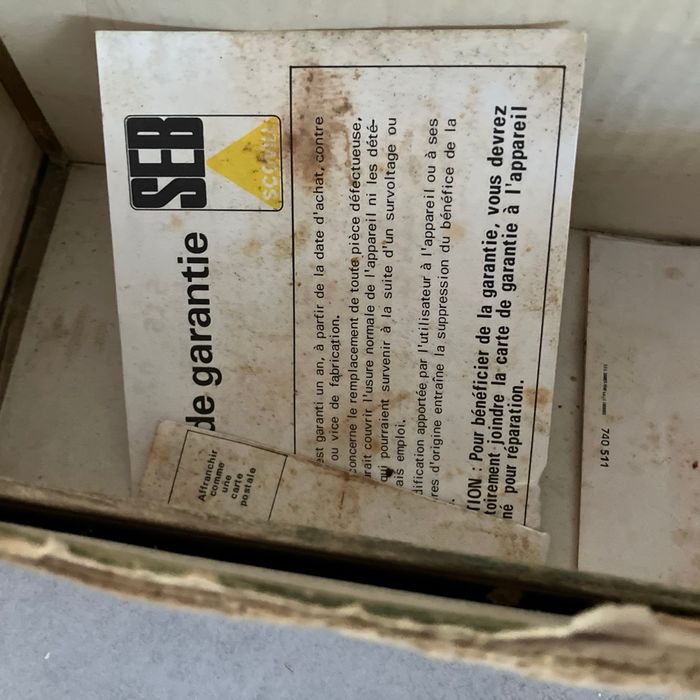 SEB
de garantie
est garanti un an, à partir de la date d'achat, contre
ou vice de fabrication.
concerne le remplacement de toute pièce défectueuse,
rait couvrir l'usure normale de l'appareil ni les dété-
qui pourraient survenir à la suite d'un survoltage ou
ais emploi.
dification apportée par l'utilisateur à l'appareil ou à ses
res d'origine entraîne la suppression du bénéfice de la
TION : Pour bénéficier de la garantie, vous devrez
toirement joindre la carte de garantie à l'appareil
né pour réparation.
Affranchir
comme
une
carte
postale
740 511